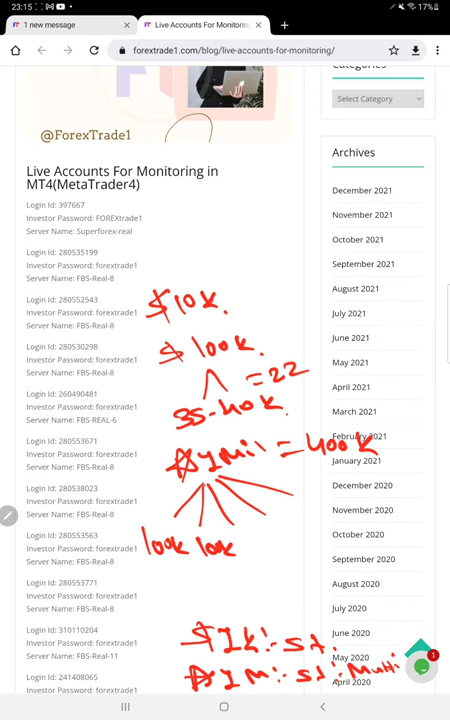 23:15
17%
1 new message
Live Accounts For Monitoring
forextrade1.com/blog/live-accounts-for-monitoring/
Categories
Select Category
@ForexTrade1
Live Accounts For Monitoring in
MT4(MetaTrader4)
Login Id: 397667
Investor Password: FOREXtrade1
Server Name: Superforex-real
Login Id: 280535199
Investor Password: forextrade1
Server Name: FBS-Real-8
Login Id: 280552543
Investor Password: forextrade1
Server Name: FBS-Real-8
Login Id: 280530298
Investor Password: forextrade1
Server Name: FBS-Real-8
Login Id: 260490481
Investor Password: forextrade1
Server Name: FBS-REAL-6
Login Id: 280553671
Investor Password: forextrade1
Server Name: FBS-Real-8
Login Id: 280538023
Investor Password: forextrade1
Server Name: FBS-Real-8
Login Id: 280553563
Investor Password: forextrade1
Server Name: FBS-Real-8
Login Id: 280553771
Investor Password: forextrade1
Server Name: FBS-Real-8
Login Id: 310110204
Investor Password: forextrade1
Server Name: FBS-Real-11
Login Id: 241408065
Investor Password: forextrade1
$10k.
$100k.
=22
35-40k.
$1Mil = 400k
100k 100k
$1k:-St.
$1M:-St:Multi
Archives
December 2021
November 2021
October 2021
September 2021
August 2021
July 2021
June 2021
May 2021
April 2021
March 2021
February 2021
January 2021
December 2020
November 2020
October 2020
September 2020
August 2020
July 2020
June 2020
May 2020
April 2020
1